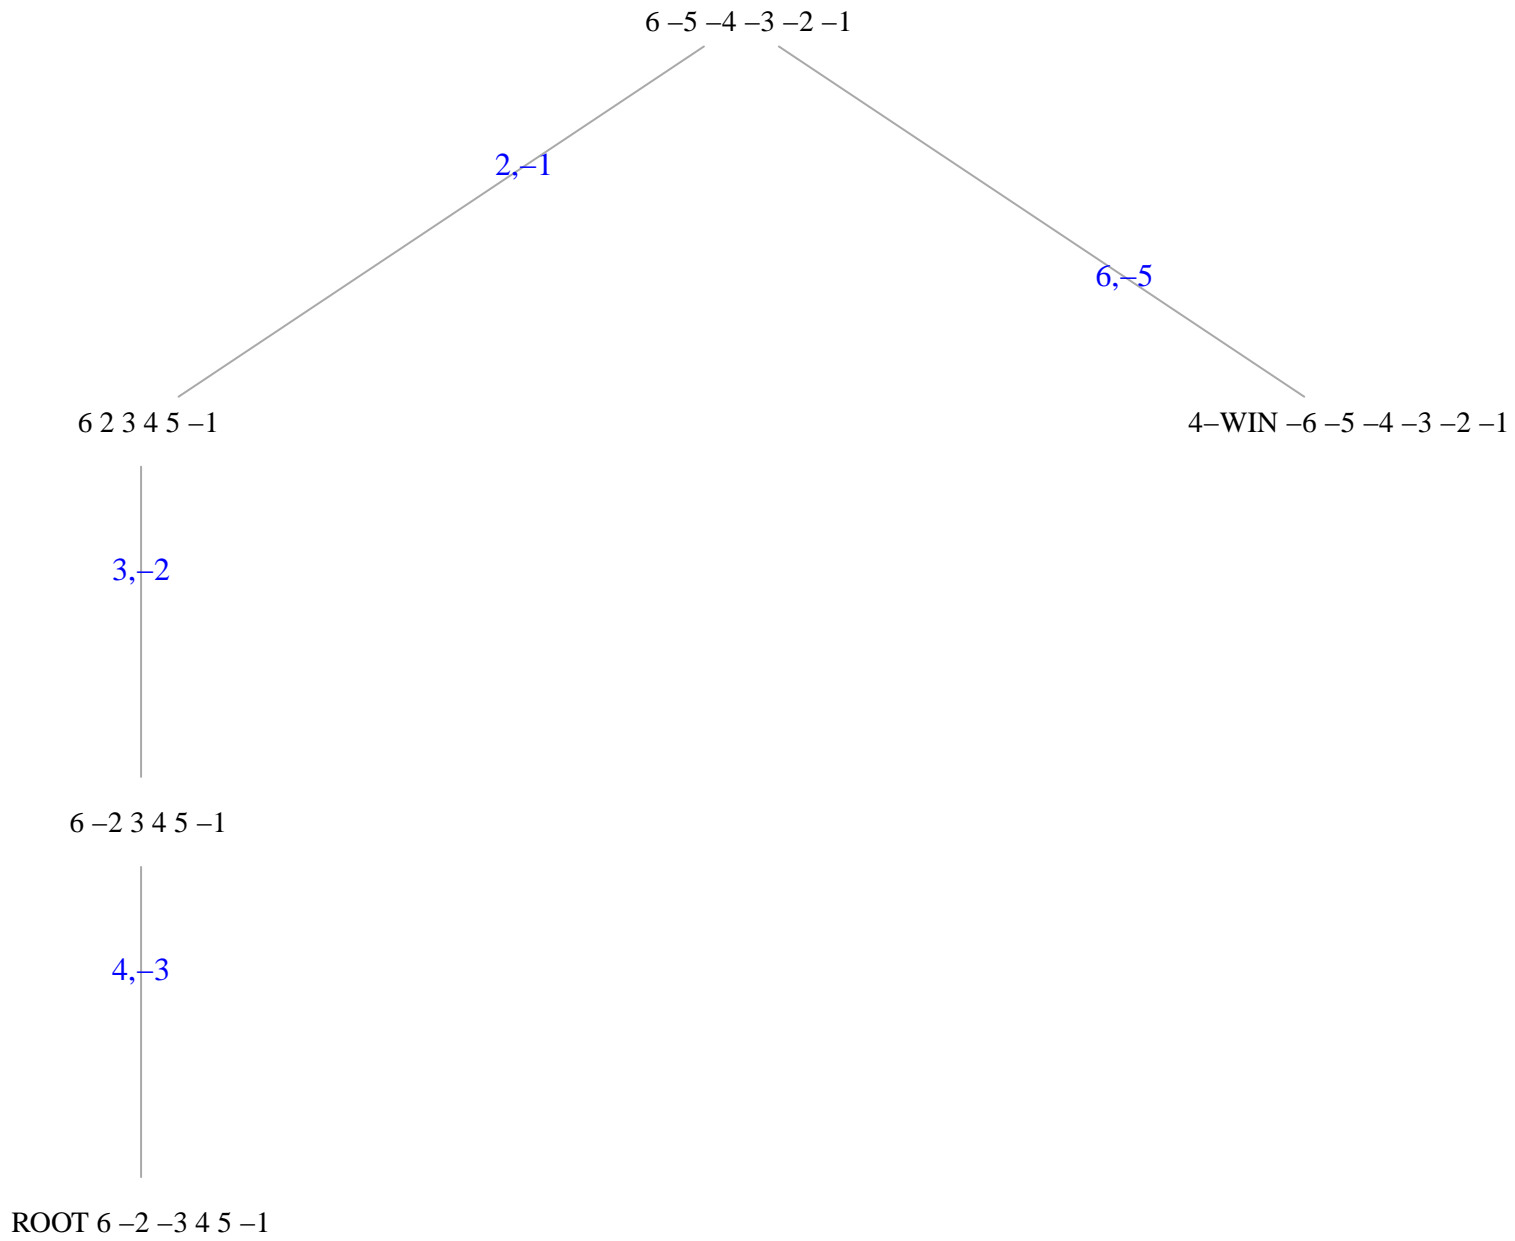 6 –5 –4 –3 –2 –1
2,–1
6,–5
6 2 3 4 5 –1
4–WIN –6 –5 –4 –3 –2 –1
3,–2
6 –2 3 4 5 –1
4,–3
ROOT 6 –2 –3 4 5 –1